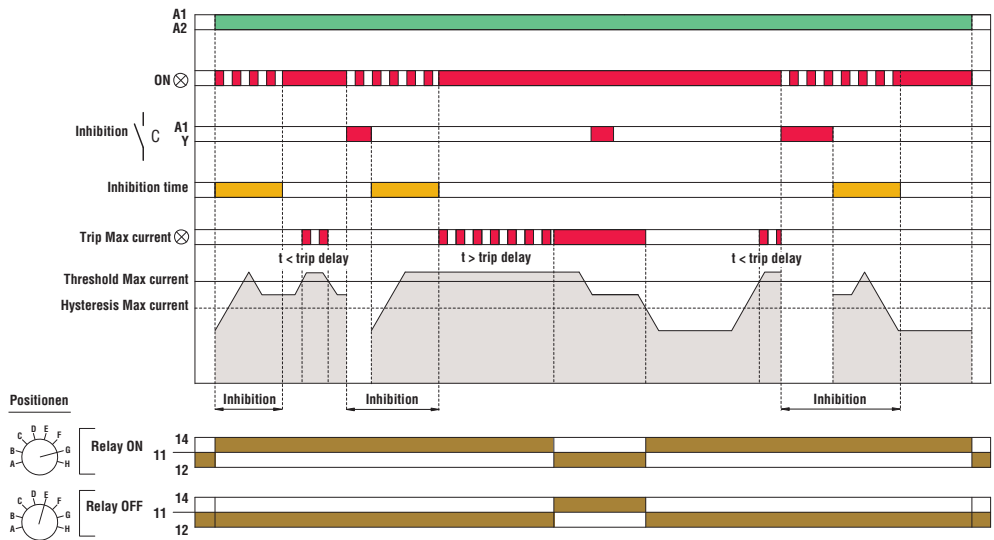 A1
A2
ON
Inhibition C A1
Y
Inhibition time
Trip Max current
t < trip delay t > trip delay t < trip delay
Threshold Max current
Hysteresis Max current
Inhibition Inhibition Inhibition
Positionen
A B C D E F G H
Relay ON 14
11
12
A B C D E F G H
Relay OFF 14
11
12